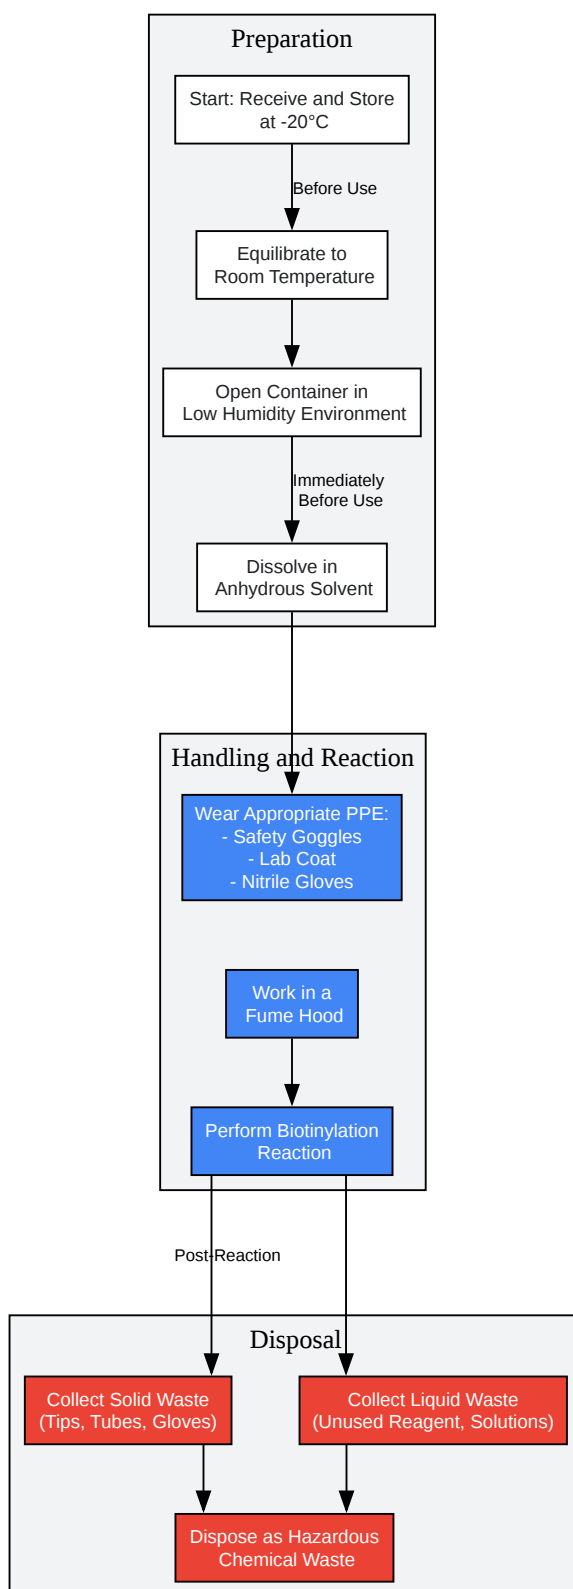 Preparation
Start: Receive and Store
at -20°C
Before Use
Equilibrate to
Room Temperature
Open Container in
Low Humidity Environment
Immediately
Before Use
Dissolve in
Anhydrous Solvent
Handling and Reaction
Wear Appropriate PPE:
- Safety Goggles
- Lab Coat
- Nitrile Gloves
Work in a
Fume Hood
Perform Biotinylation
Reaction
Post-Reaction
Disposal
Collect Solid Waste
(Tips, Tubes, Gloves)
Collect Liquid Waste
(Unused Reagent, Solutions)
Dispose as Hazardous
Chemical Waste